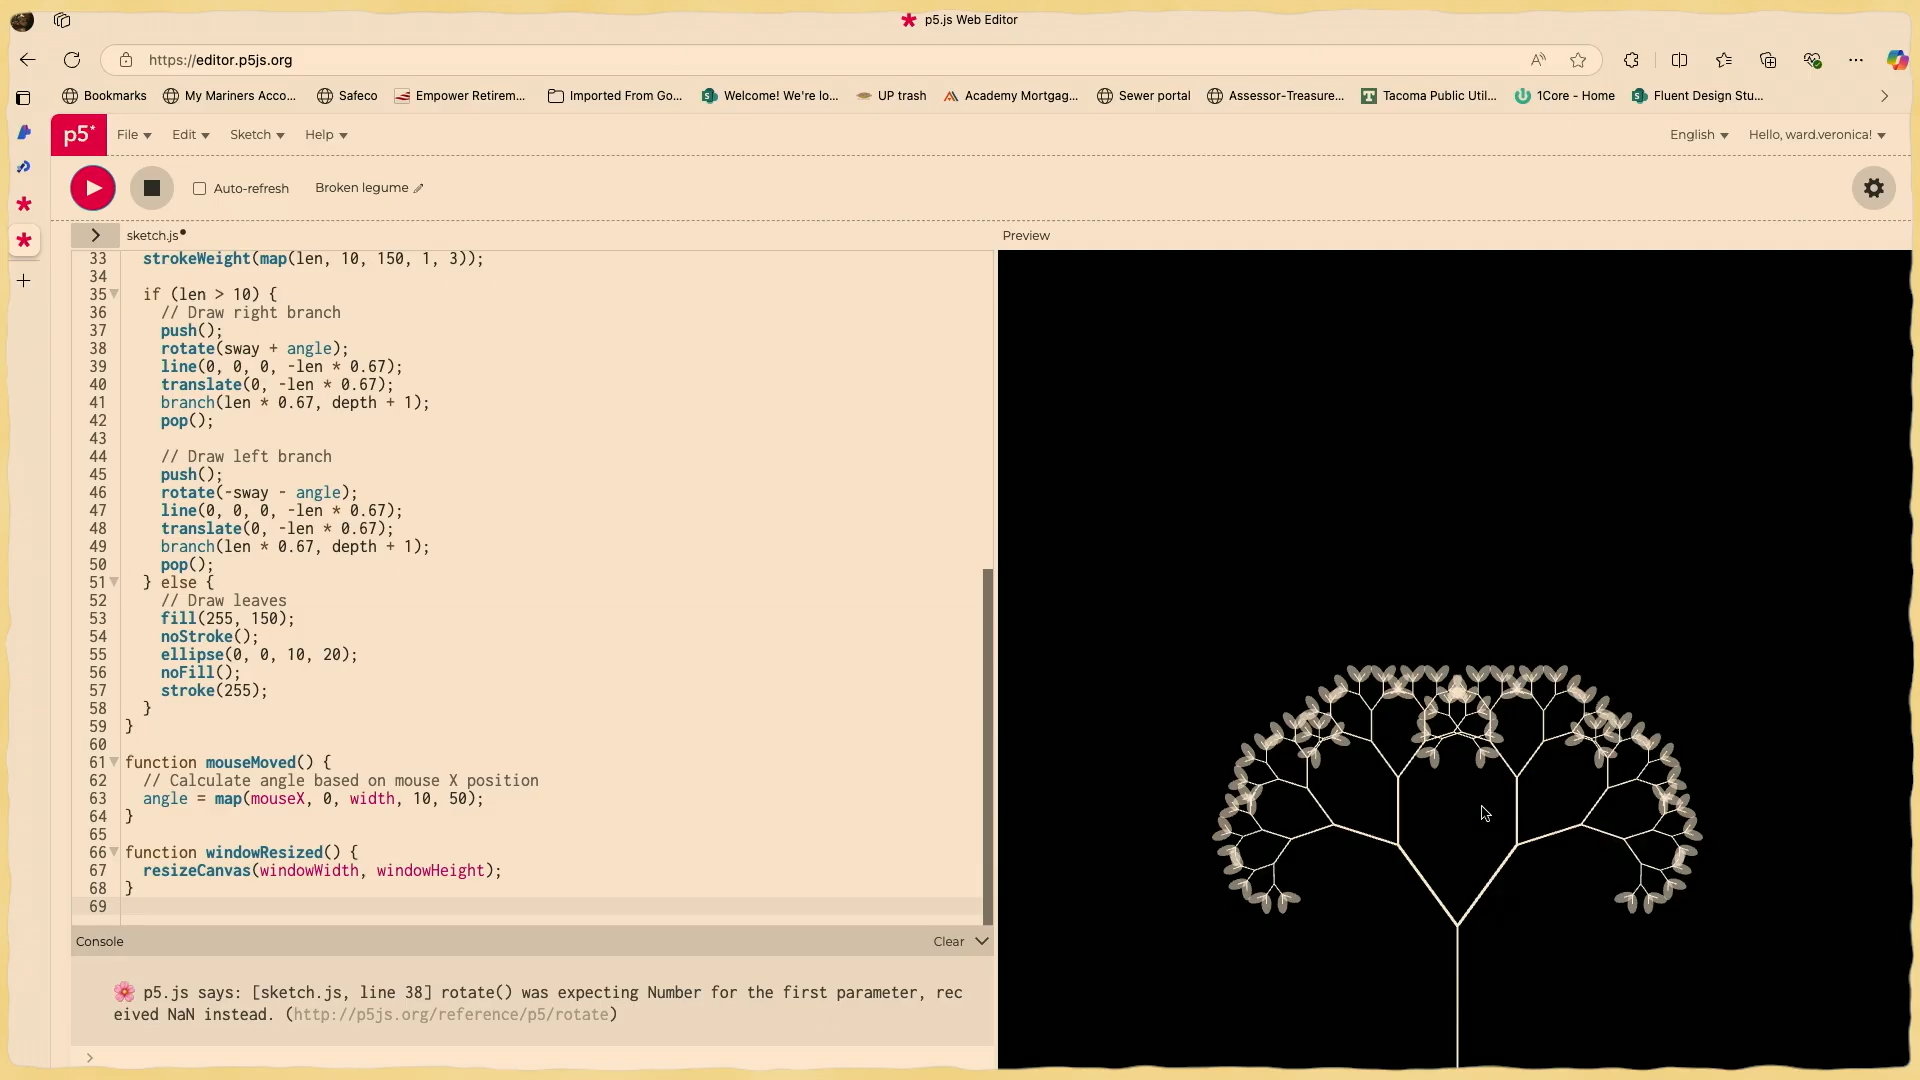 p5.js Web Editor
https://editor.p5js.org
Bookmarks My Mariners Acco... Safeco Empower Retirem... Imported From Go... Welcome! We're lo... UP trash Academy Mortgag... Sewer portal Assessor-Treasure... Tacoma Public Util... 1Core - Home Fluent Design Stu...
p5* File Edit Sketch Help English Hello, ward.veronica!
Auto-refresh Broken legume
sketch.js Preview
33 strokeWeight(map(len, 10, 150, 1, 3));
34
35 if (len > 10) {
36 // Draw right branch
37 push();
38 rotate(sway + angle);
39 line(0, 0, 0, -len * 0.67);
40 translate(0, -len * 0.67);
41 branch(len * 0.67, depth + 1);
42 pop();
43
44 // Draw left branch
45 push();
46 rotate(-sway - angle);
47 line(0, 0, 0, -len * 0.67);
48 translate(0, -len * 0.67);
49 branch(len * 0.67, depth + 1);
50 pop();
51 } else {
52 // Draw leaves
53 fill(255, 150);
54 noStroke();
55 ellipse(0, 0, 10, 20);
56 noFill();
57 stroke(255);
58 }
59 }
60
61 function mouseMoved() {
62 // Calculate angle based on mouse X position
63 angle = map(mouseX, 0, width, 10, 50);
64 }
65
66 function windowResized() {
67 resizeCanvas(windowWidth, windowHeight);
68 }
69
Console Clear
p5.js says: [sketch.js, line 38] rotate() was expecting Number for the first parameter, rec
eived NaN instead. (http://p5js.org/reference/p5/rotate)